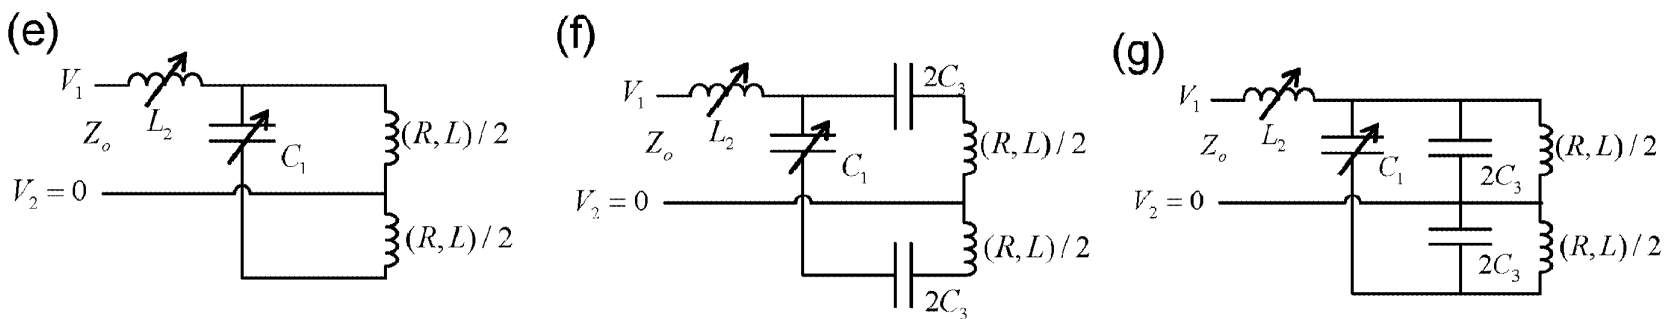 (e)
V₁
L₂
Zₒ
C₁
(R, L) / 2
V₂ = 0
(R, L) / 2
(f)
2C₃
V₁
L₂
Zₒ
C₁
(R, L) / 2
V₂ = 0
(R, L) / 2
2C₃
(g)
V₁
L₂
Zₒ
C₁
2C₃
(R, L) / 2
V₂ = 0
2C₃
(R, L) / 2